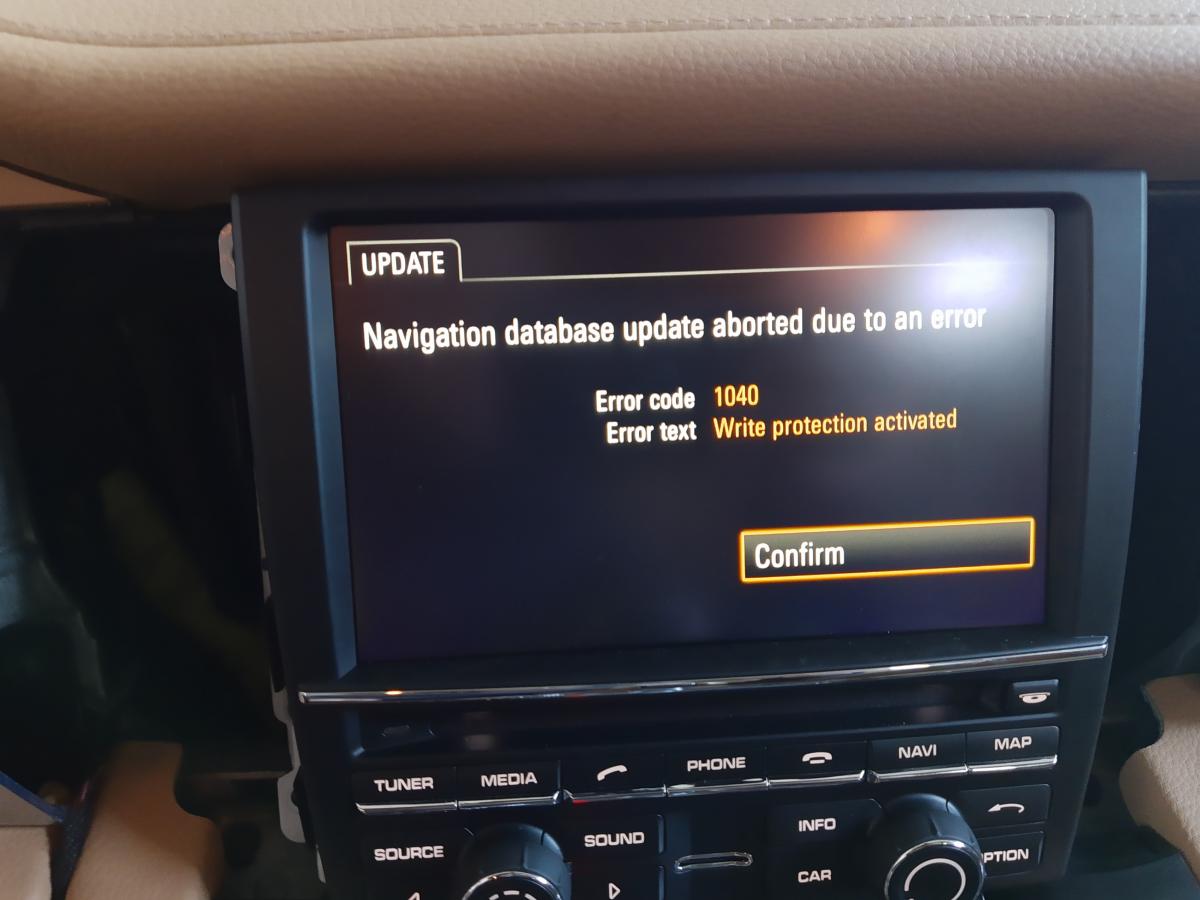 UPDATE
Navigation database update aborted due to an error
Error code 1040
Error text Write protection activated
Confirm
TUNER MEDIA PHONE NAVI MAP
SOURCE SOUND INFO
CAR